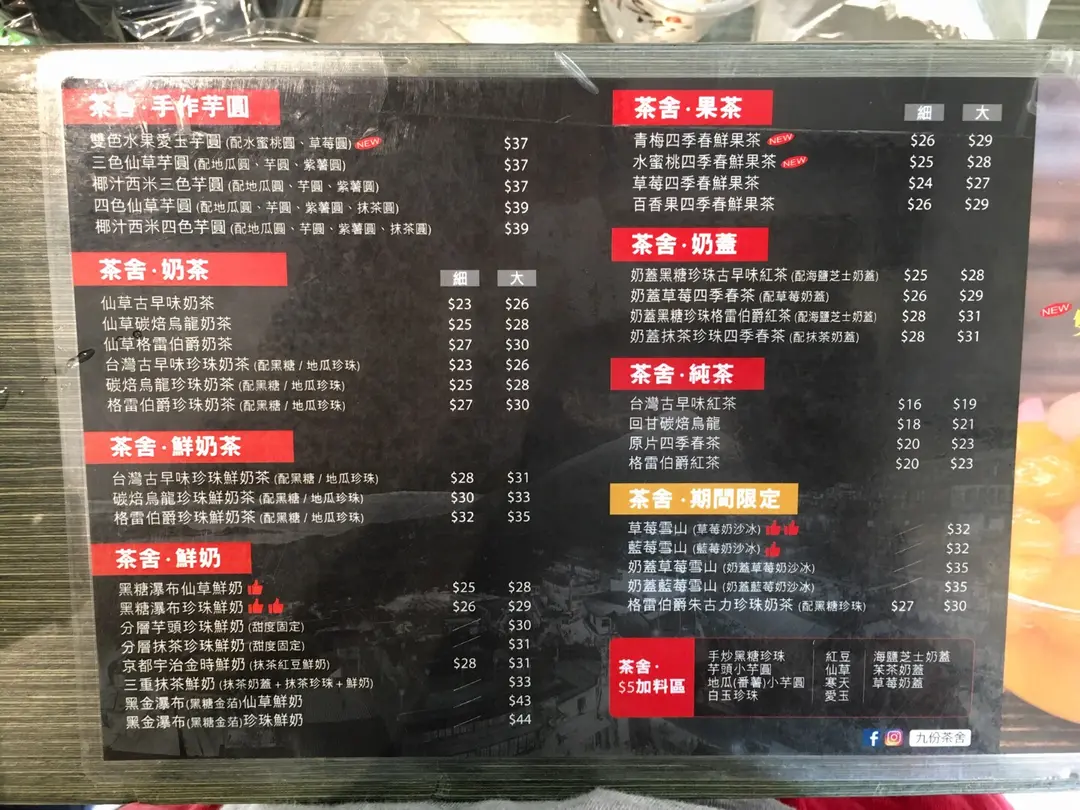 茶舍·手作芋圓
雙色水果愛玉芋圓 (配水蜜桃圓、草莓圓) NEW $37
三色仙草芋圓 (配地瓜圓、芋圓、紫薯圓) $37
椰汁西米三色芋圓 (配地瓜圓、芋圓、紫薯圓) $37
四色仙草芋圓 (配地瓜圓、芋圓、紫薯圓、抹茶圓) $39
椰汁西米四色芋圓 (配地瓜圓、芋圓、紫薯圓、抹茶圓) $39
茶舍·奶茶 細 大
仙草古早味奶茶 $23 $26
仙草碳焙烏龍奶茶 $25 $28
仙草格雷伯爵奶茶 $27 $30
台灣古早味珍珠奶茶 (配黑糖 / 地瓜珍珠) $23 $26
碳焙烏龍珍珠奶茶 (配黑糖 / 地瓜珍珠) $25 $28
格雷伯爵珍珠奶茶 (配黑糖 / 地瓜珍珠) $27 $30
茶舍·鮮奶茶
台灣古早味珍珠鮮奶茶 (配黑糖 / 地瓜珍珠) $28 $31
碳焙烏龍珍珠鮮奶茶 (配黑糖 / 地瓜珍珠) $30 $33
格雷伯爵珍珠鮮奶茶 (配黑糖 / 地瓜珍珠) $32 $35
茶舍·鮮奶
黑糖瀑布仙草鮮奶 $25 $28
黑糖瀑布珍珠鮮奶 $26 $29
分層芋頭珍珠鮮奶 (甜度固定) $30
分層抹茶珍珠鮮奶 (甜度固定) $31
京都宇治金時鮮奶 (抹茶紅豆鮮奶) $28 $31
三重抹茶鮮奶 (抹茶奶蓋 + 抹茶珍珠 + 鮮奶) $33
黑金瀑布(黑糖金箔)仙草鮮奶 $43
黑金瀑布(黑糖金箔)珍珠鮮奶 $44
茶舍·果茶 細 大
青梅四季春鮮果茶 NEW $26 $29
水蜜桃四季春鮮果茶 NEW $25 $28
草莓四季春鮮果茶 $24 $27
百香果四季春鮮果茶 $26 $29
茶舍·奶蓋
奶蓋黑糖珍珠古早味紅茶 (配海鹽芝士奶蓋) $25 $28
奶蓋草莓四季春茶 (配草莓奶蓋) $26 $29
奶蓋黑糖珍珠格雷伯爵紅茶 (配海鹽芝士奶蓋) $28 $31
奶蓋抹茶珍珠四季春茶 (配抹茶奶蓋) $28 $31
茶舍·純茶
台灣古早味紅茶 $16 $19
回甘碳焙烏龍 $18 $21
原片四季春茶 $20 $23
格雷伯爵紅茶 $20 $23
茶舍·期間限定
草莓雪山 (草莓奶沙冰) $32
藍莓雪山 (藍莓奶沙冰) $32
奶蓋草莓雪山 (奶蓋草莓奶沙冰) $35
奶蓋藍莓雪山 (奶蓋藍莓奶沙冰) $35
格雷伯爵朱古力珍珠奶茶 (配黑糖珍珠) $27 $30
茶舍·
$5加料區
手炒黑糖珍珠 紅豆 海鹽芝士奶蓋
芋頭小芋圓 仙草 茉茶奶蓋
地瓜(番薯)小芋圓 寒天 草莓奶蓋
白玉珍珠 愛玉
九份茶舍
NEW